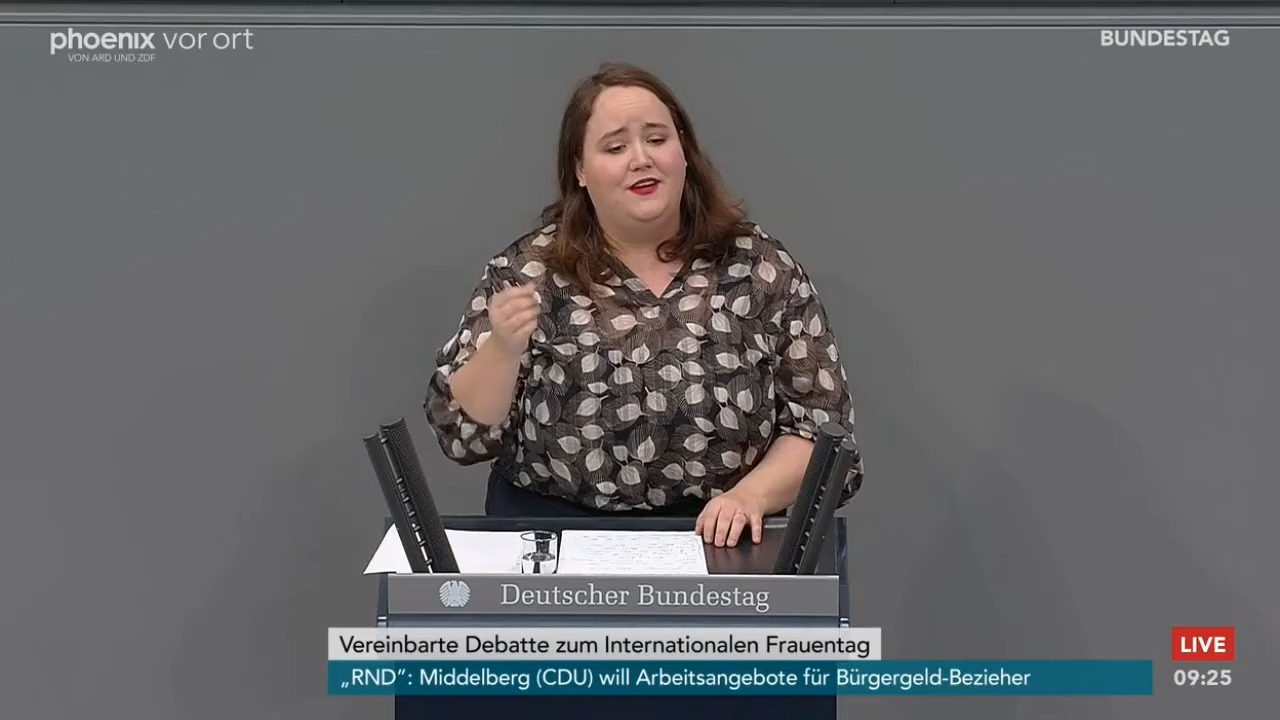 phoenix vor ort
VON ARD UND ZDF
BUNDESTAG
Deutscher Bundestag
Vereinbarte Debatte zum Internationalen Frauentag
„RND“: Middelberg (CDU) will Arbeitsangebote für Bürgergeld-Bezieher
LIVE
09:25